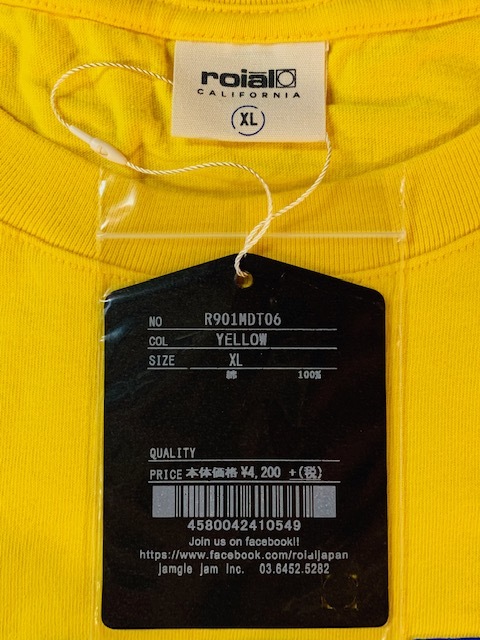 roial
CALIFORNIA
XL
NO R901MDT06
COL YELLOW
SIZE XL
綿 100%
QUALITY
PRICE 本体価格¥4,200 +(税)
4580042410549
Join us on facebook!!
https://www.facebook.com/roialjapan
jamgle jam Inc. 03.6452.5282